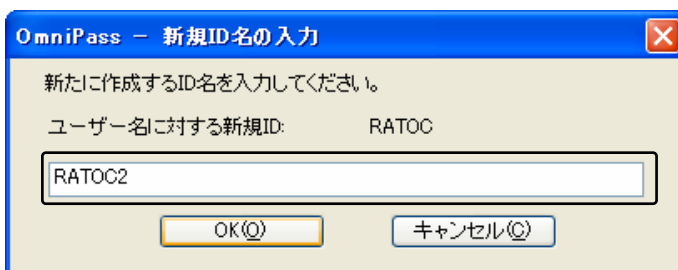 OmniPass － 新規ID名の入力
新たに作成するID名を入力してください。
ユーザー名に対する新規ID: RATOC
RATOC2
OK(O) キャンセル(C)